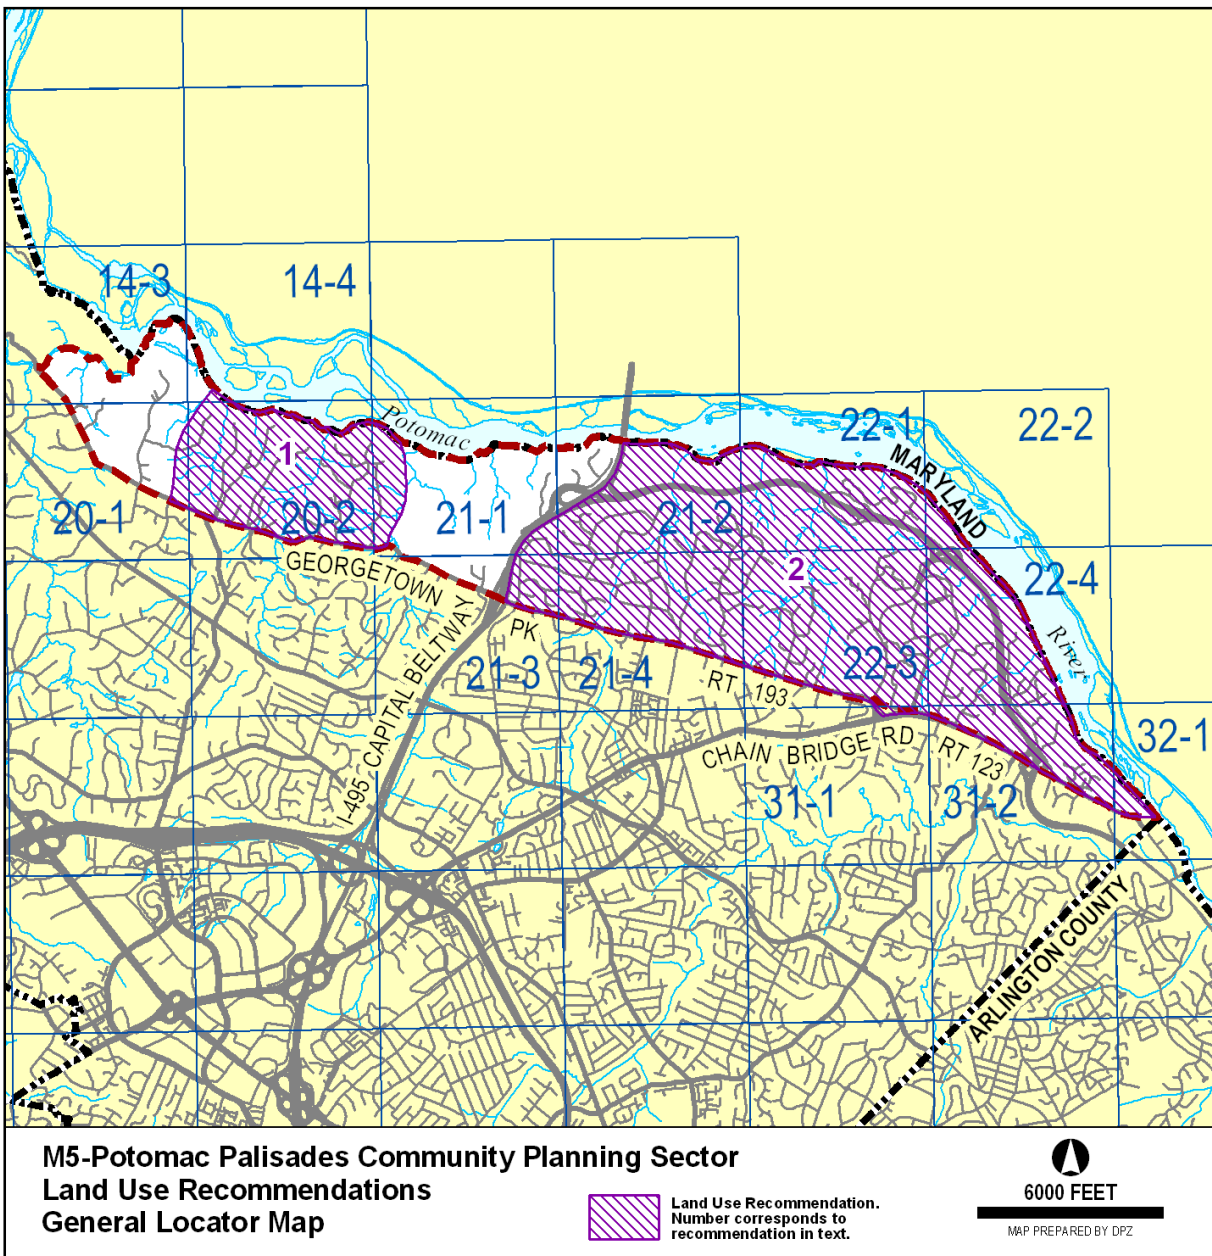 14-3
14-4
Potomac
22-1
22-2
MARYLAND
1
20-1
20-2
21-1
21-2
GEORGETOWN
2
22-4
PK
River
21-3
21-4
22-3
RT 193
I-495 CAPITAL BELTWAY
CHAIN BRIDGE RD
RT 123
32-1
31-1
31-2
ARLINGTON COUNTY
M5-Potomac Palisades Community Planning Sector
Land Use Recommendations
General Locator Map
Land Use Recommendation.
Number corresponds to
recommendation in text.
6000 FEET
MAP PREPARED BY DPZ